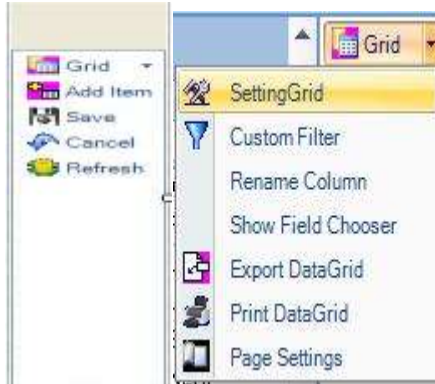 Grid
Add Item
Save
Cancel
Refresh
Grid
SettingGrid
Custom Filter
Rename Column
Show Field Chooser
Export DataGrid
Print DataGrid
Page Settings